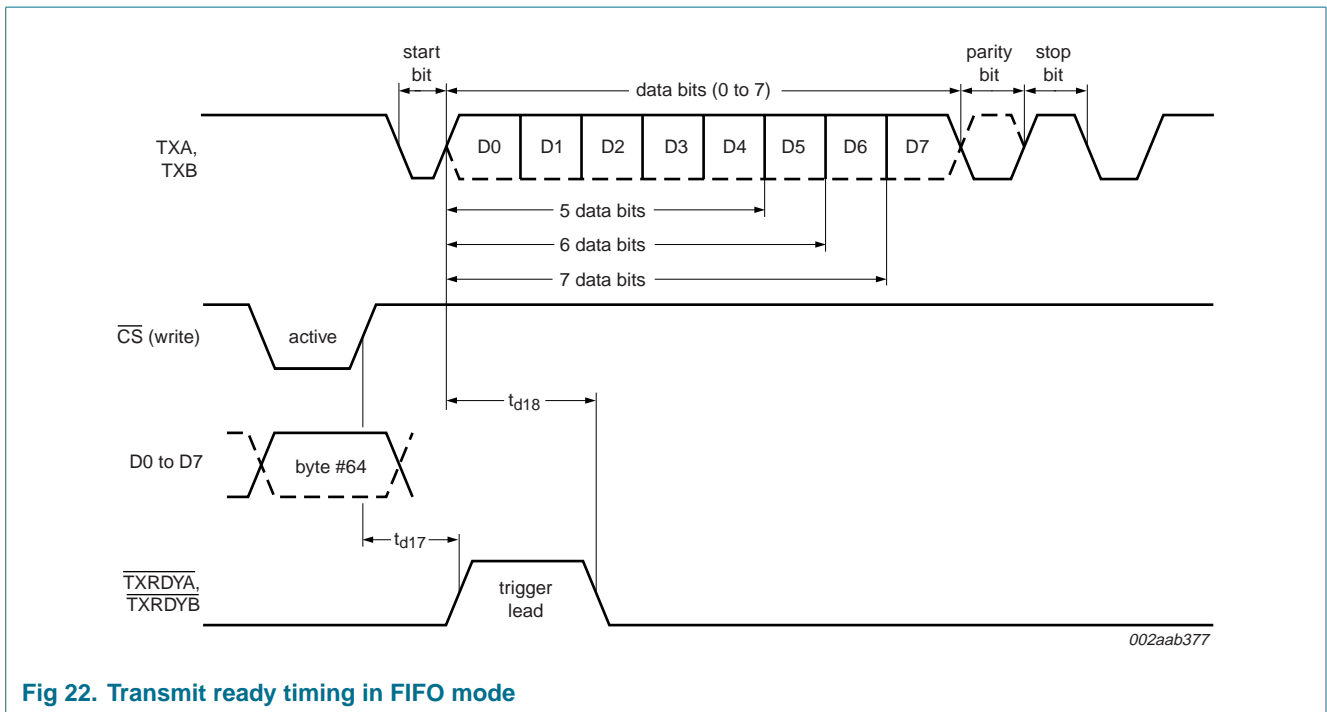 start
bit
data bits (0 to 7)
parity
bit
stop
bit
TXA,
TXB
D0 D1 D2 D3 D4 D5 D6 D7
5 data bits
6 data bits
7 data bits
CS (write)
active
td18
D0 to D7
byte #64
td17
TXRDYA,
TXRDYB
trigger
lead
002aab377
Fig 22. Transmit ready timing in FIFO mode